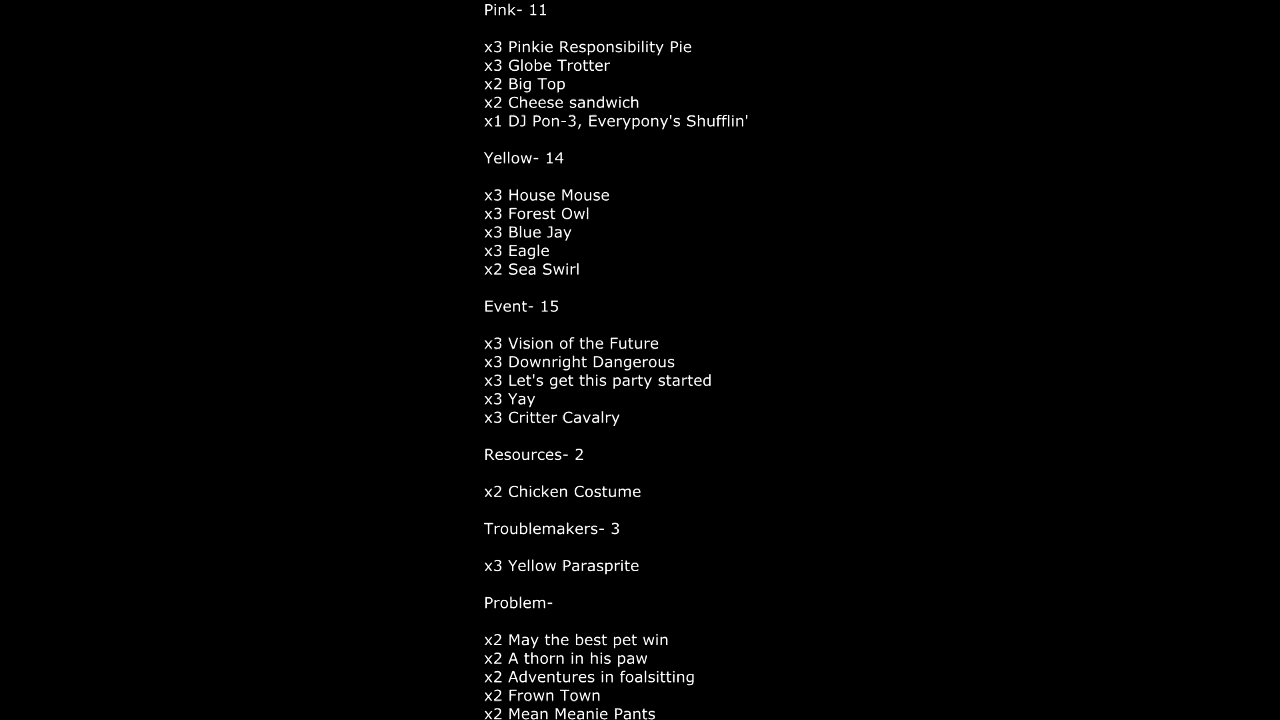 Pink- 11
x3 Pinkie Responsibility Pie
x3 Globe Trotter
x2 Big Top
x2 Cheese sandwich
x1 DJ Pon-3, Everypony's Shufflin'
Yellow- 14
x3 House Mouse
x3 Forest Owl
x3 Blue Jay
x3 Eagle
x2 Sea Swirl
Event- 15
x3 Vision of the Future
x3 Downright Dangerous
x3 Let's get this party started
x3 Yay
x3 Critter Cavalry
Resources- 2
x2 Chicken Costume
Troublemakers- 3
x3 Yellow Parasprite
Problem-
x2 May the best pet win
x2 A thorn in his paw
x2 Adventures in foalsitting
x2 Frown Town
x2 Mean Meanie Pants